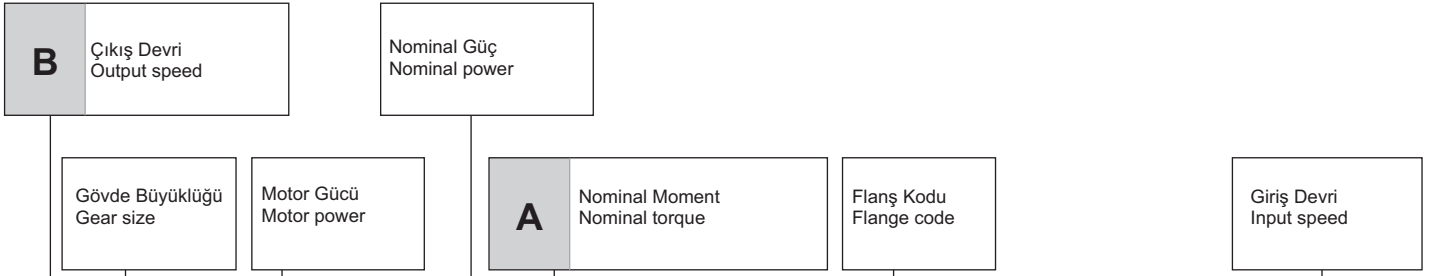 B
Çıkış Devri
Output speed
Nominal Güç
Nominal power
Gövde Büyüklüğü
Gear size
Motor Gücü
Motor power
A
Nominal Moment
Nominal torque
Flanş Kodu
Flange code
Giriş Devri
Input speed